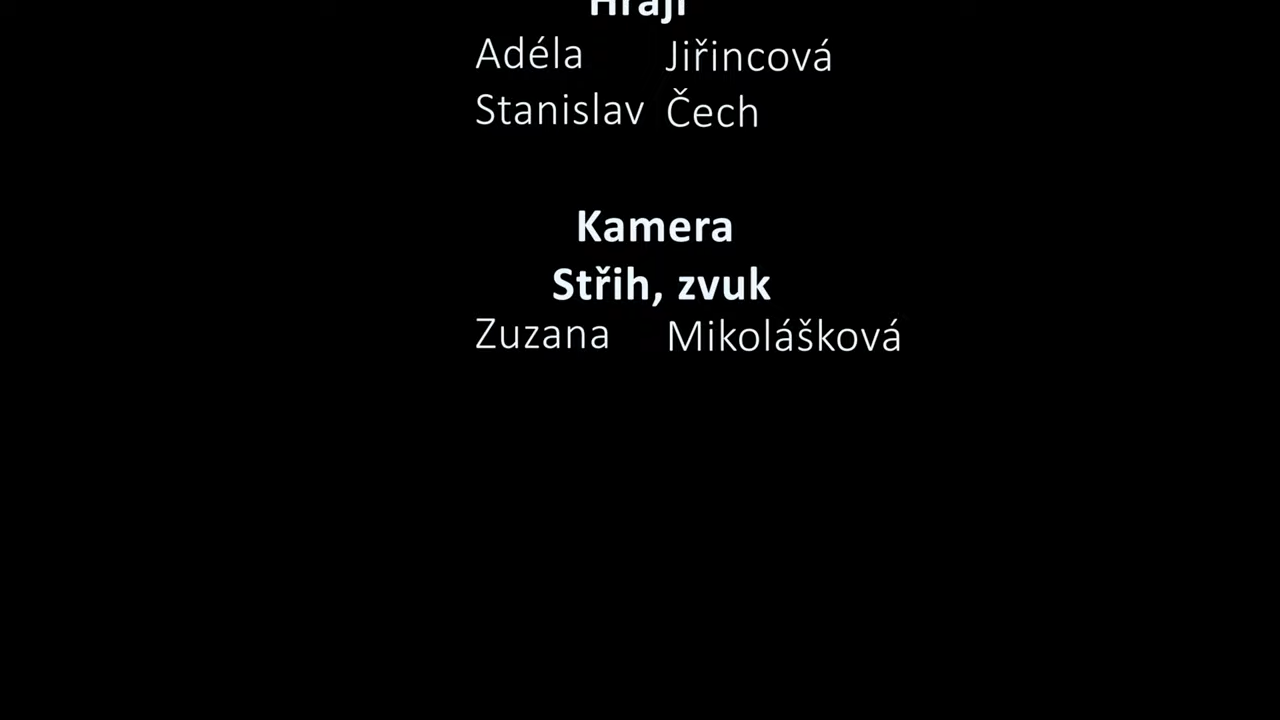 Hrají
Adéla Jiřincová
Stanislav Čech
Kamera
Střih, zvuk
Zuzana Mikolášková